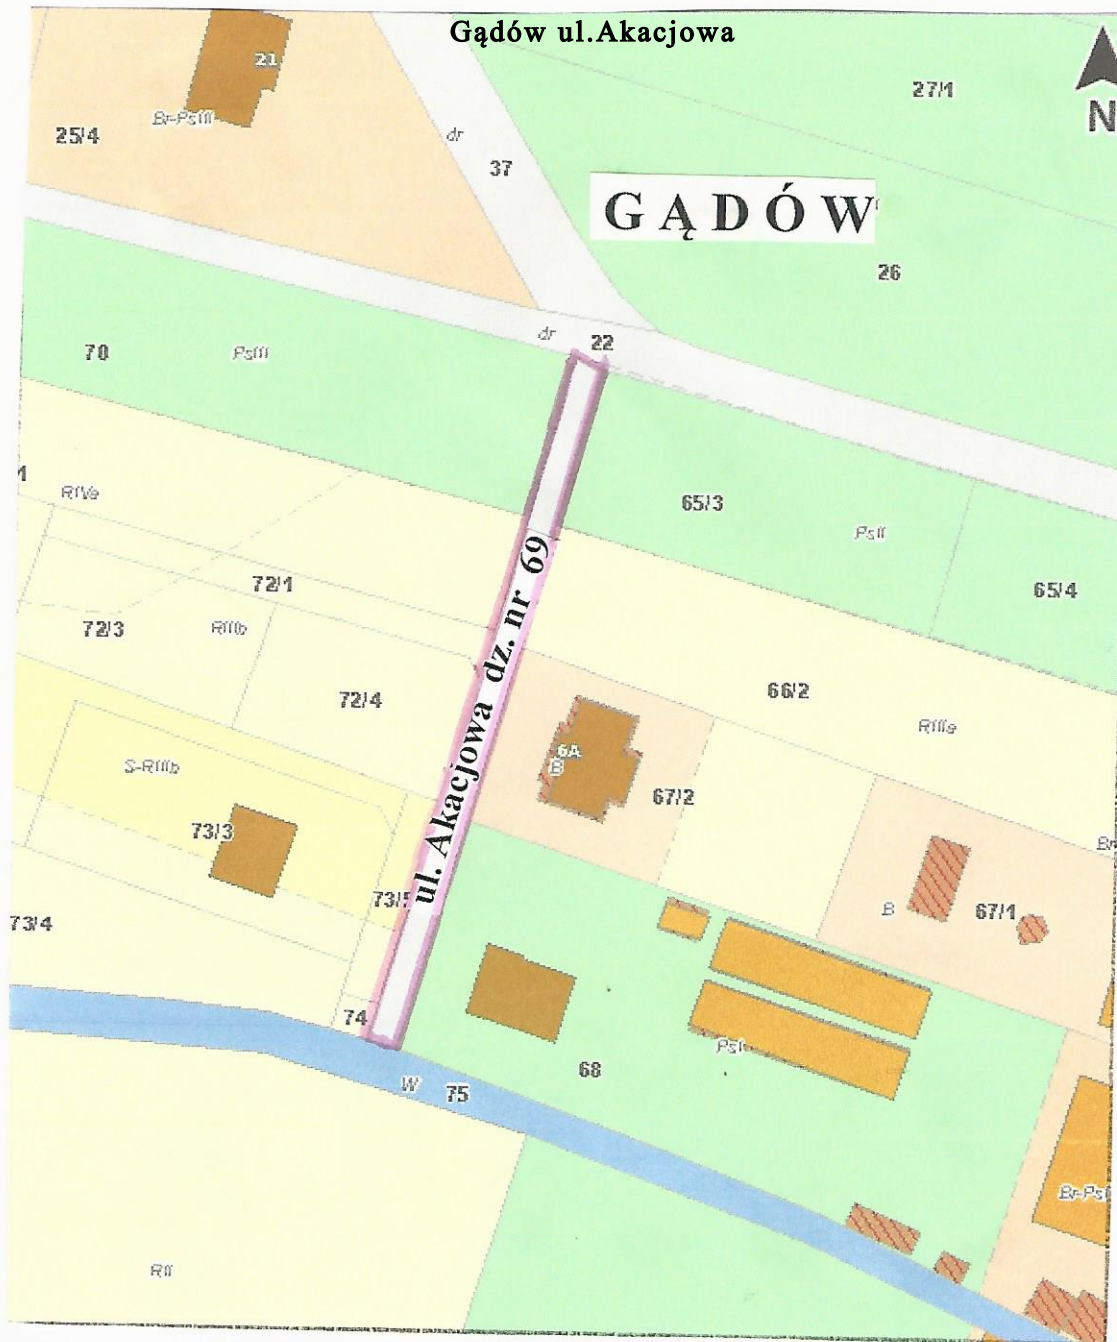 Gądów ul.Akacjowa
21
27/1
N
Br-PsIII
25/4
dr
37
GĄDÓW
26
dr
22
70
PsIII
1
RIVa
65/3
PsII
72/1
65/4
72/3
RIIIb
72/4
66/2
RIIIa
6A
B
S-RIIIb
67/2
73/3
Br
73/5
B
67/1
73/4
ul. Akacjowa dz. nr 69
74
PsI
68
W
75
Br-PsI
RII